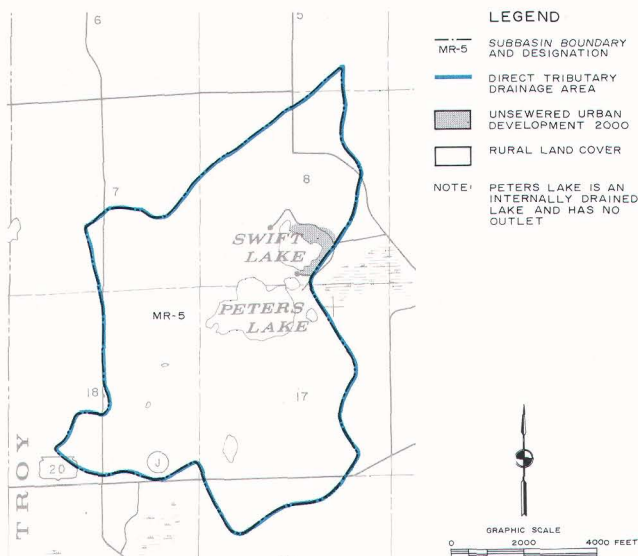 6
5
7
8
SWIFT
LAKE
PETERS
LAKE
MR-5
18
17
20
J
TROY
LEGEND
MR-5 SUBBASIN BOUNDARY
AND DESIGNATION
DIRECT TRIBUTARY
DRAINAGE AREA
UNSEWERED URBAN
DEVELOPMENT 2000
RURAL LAND COVER
NOTE: PETERS LAKE IS AN
INTERNALLY DRAINED
LAKE AND HAS NO
OUTLET
GRAPHIC SCALE
0 2000 4000 FEET